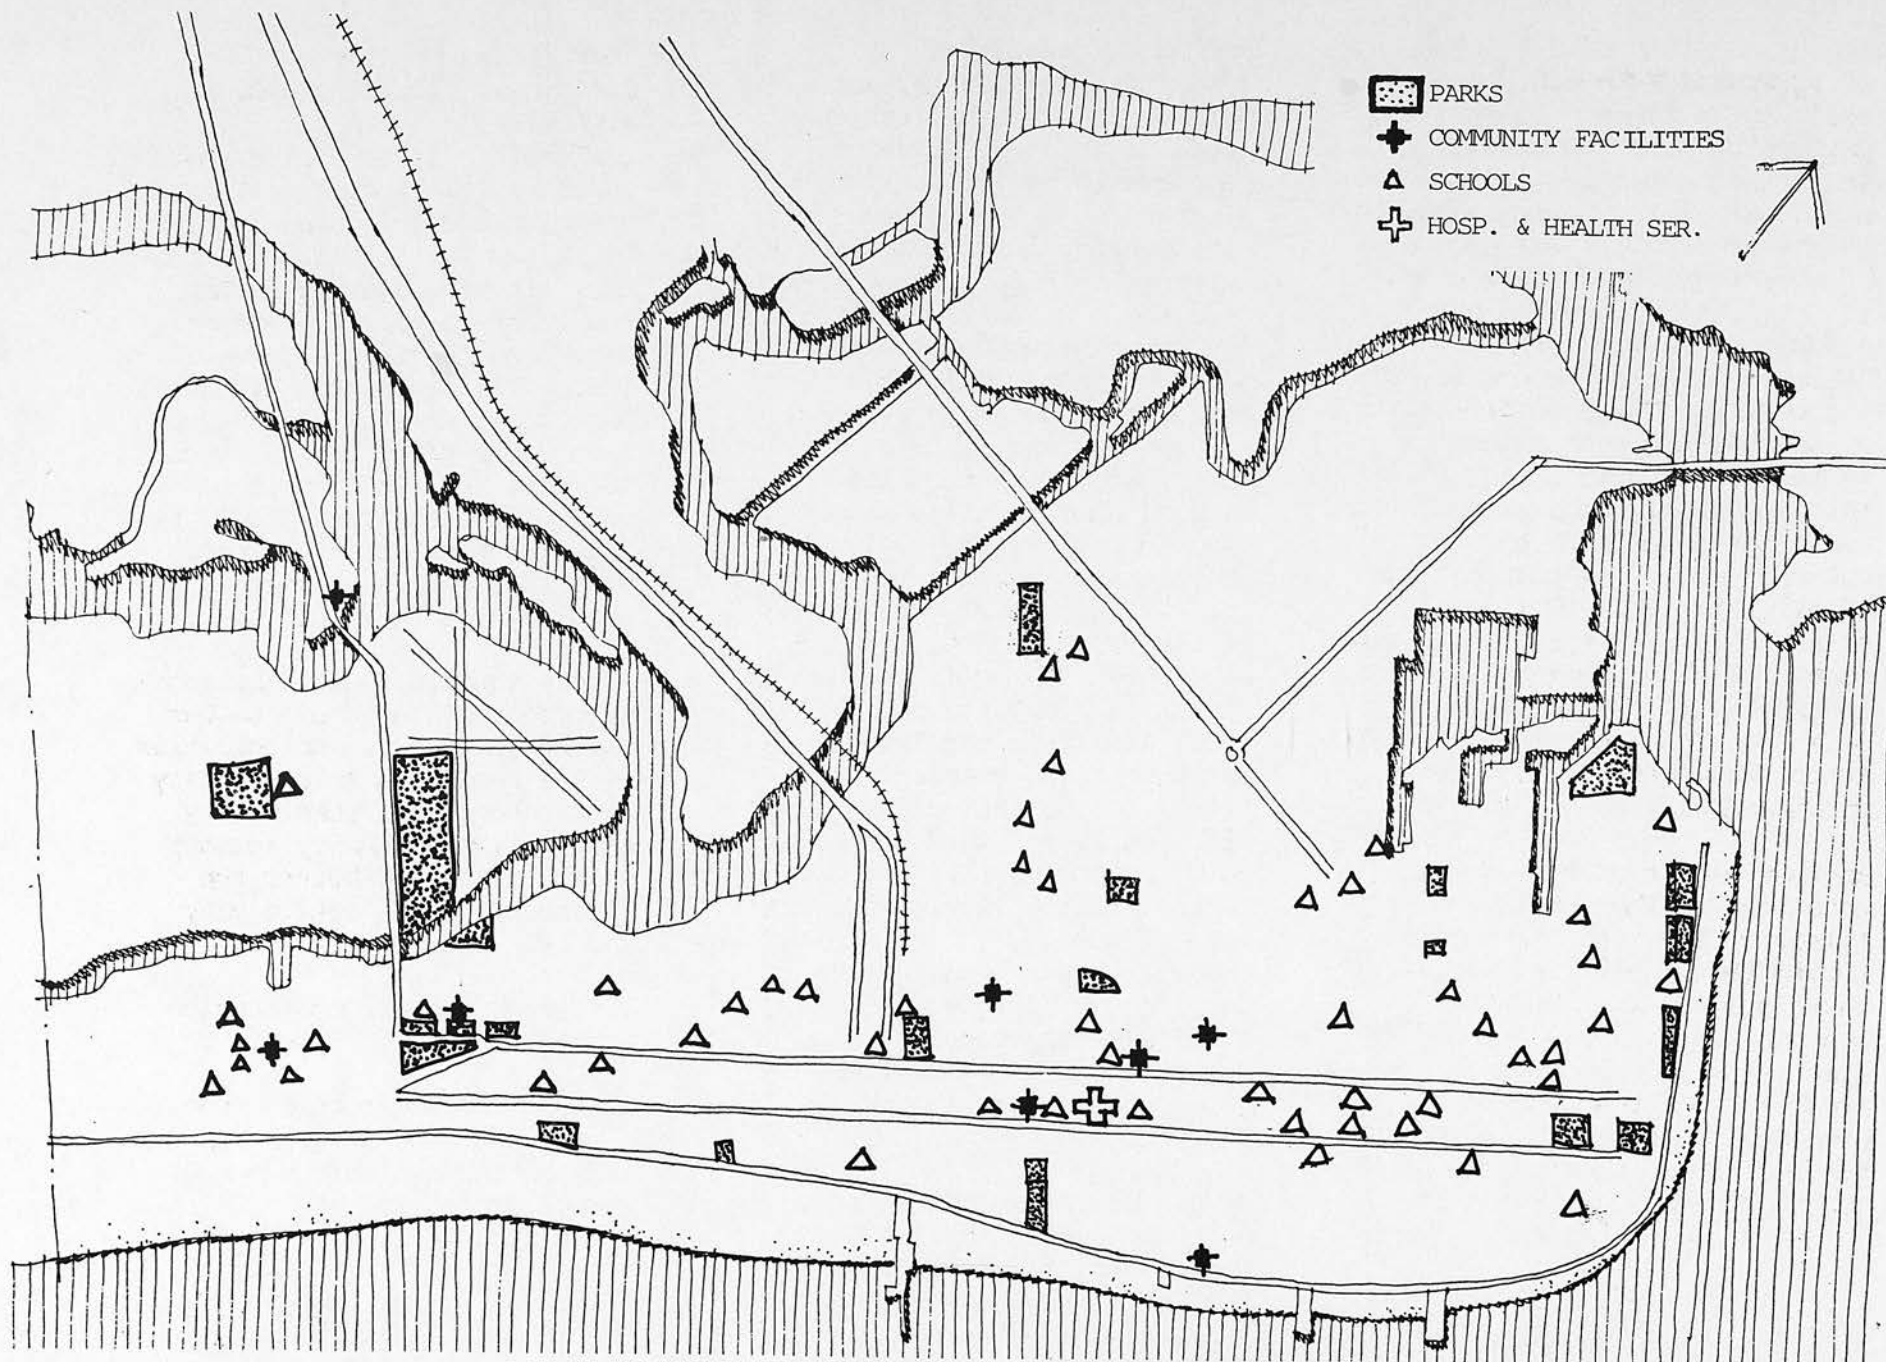 PARKS
COMMUNITY FACILITIES
SCHOOLS
HOSP. & HEALTH SER.